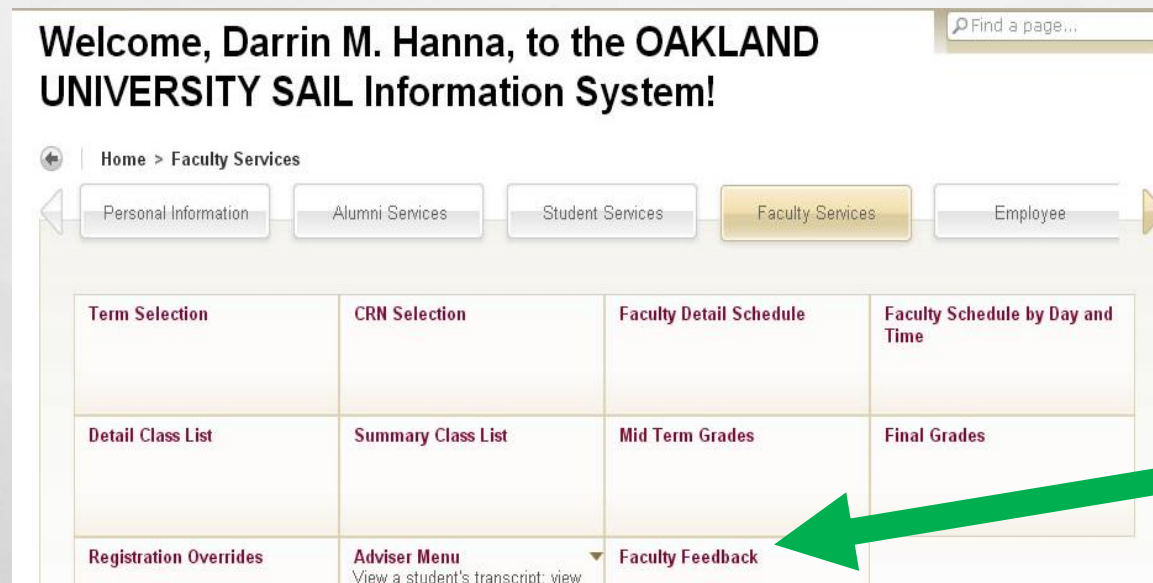 Welcome, Darrin M. Hanna, to the OAKLAND
UNIVERSITY SAIL Information System!
Find a page...
Home > Faculty Services
Personal Information
Alumni Services
Student Services
Faculty Services
Employee
Term Selection
CRN Selection
Faculty Detail Schedule
Faculty Schedule by Day and
Time
Detail Class List
Summary Class List
Mid Term Grades
Final Grades
Registration Overrides
Adviser Menu
View a student's transcript; view
Faculty Feedback